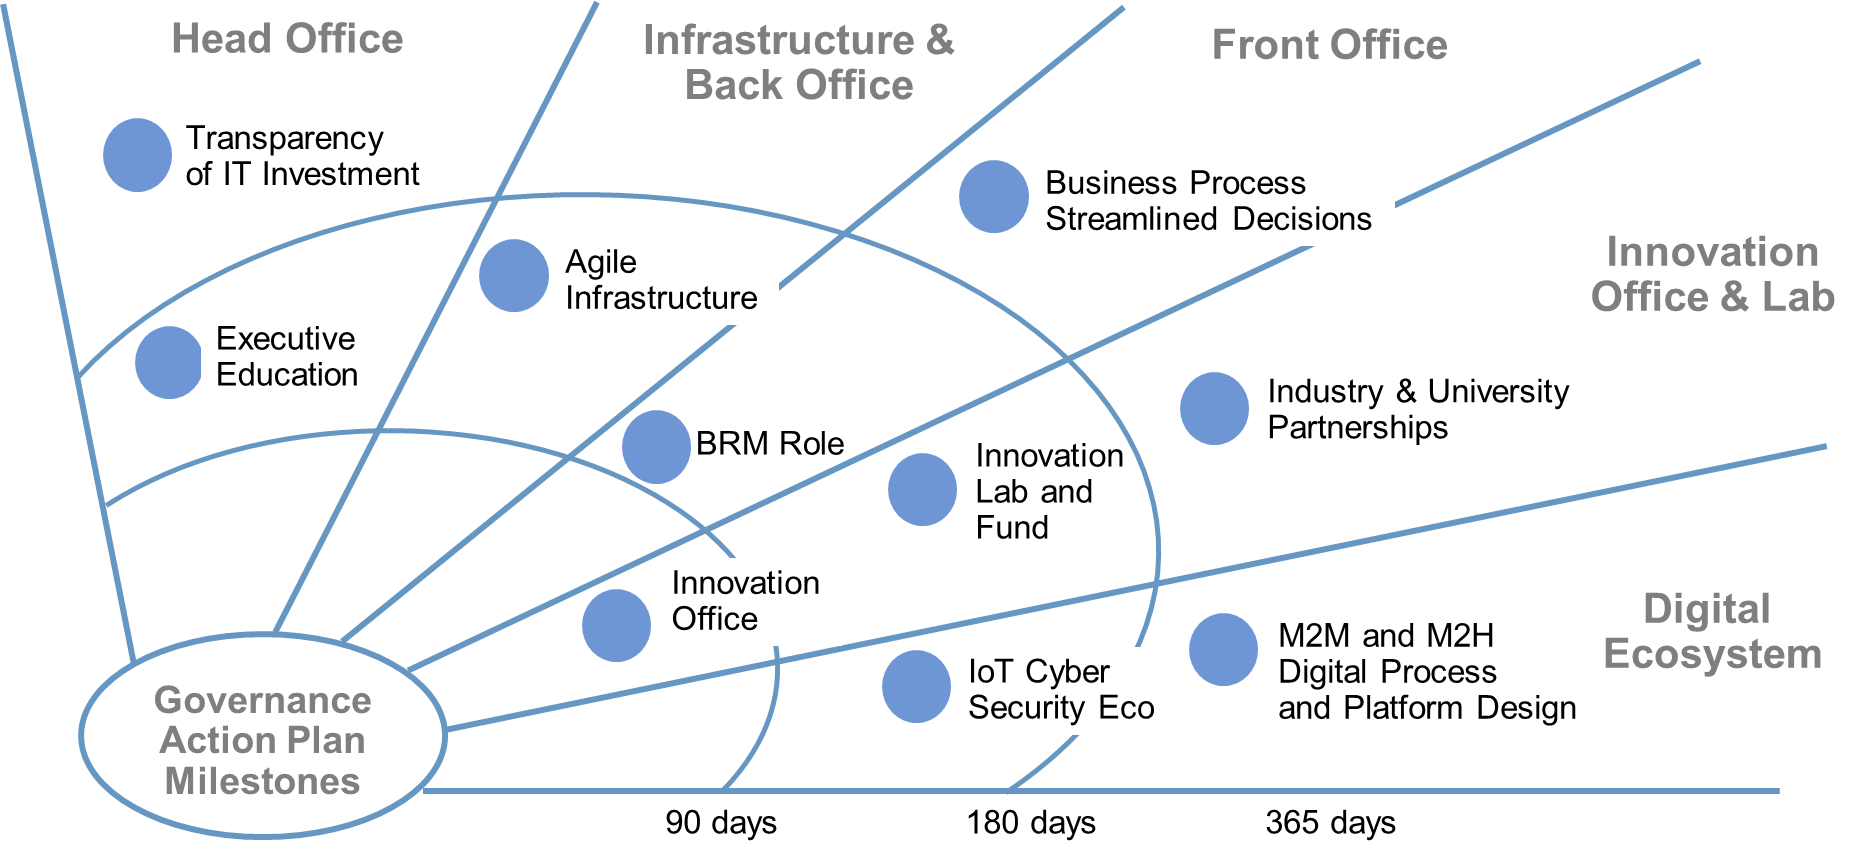 Head Office
Infrastructure &
Back Office
Front Office
Transparency
of IT Investment
Business Process
Streamlined Decisions
Innovation
Office & Lab
Agile
Infrastructure
Executive
Education
Industry & University
Partnerships
BRM Role
Innovation
Lab and
Fund
Innovation
Office
Digital
Ecosystem
M2M and M2H
Digital Process
and Platform Design
IoT Cyber
Security Eco
Governance
Action Plan
Milestones
90 days
180 days
365 days